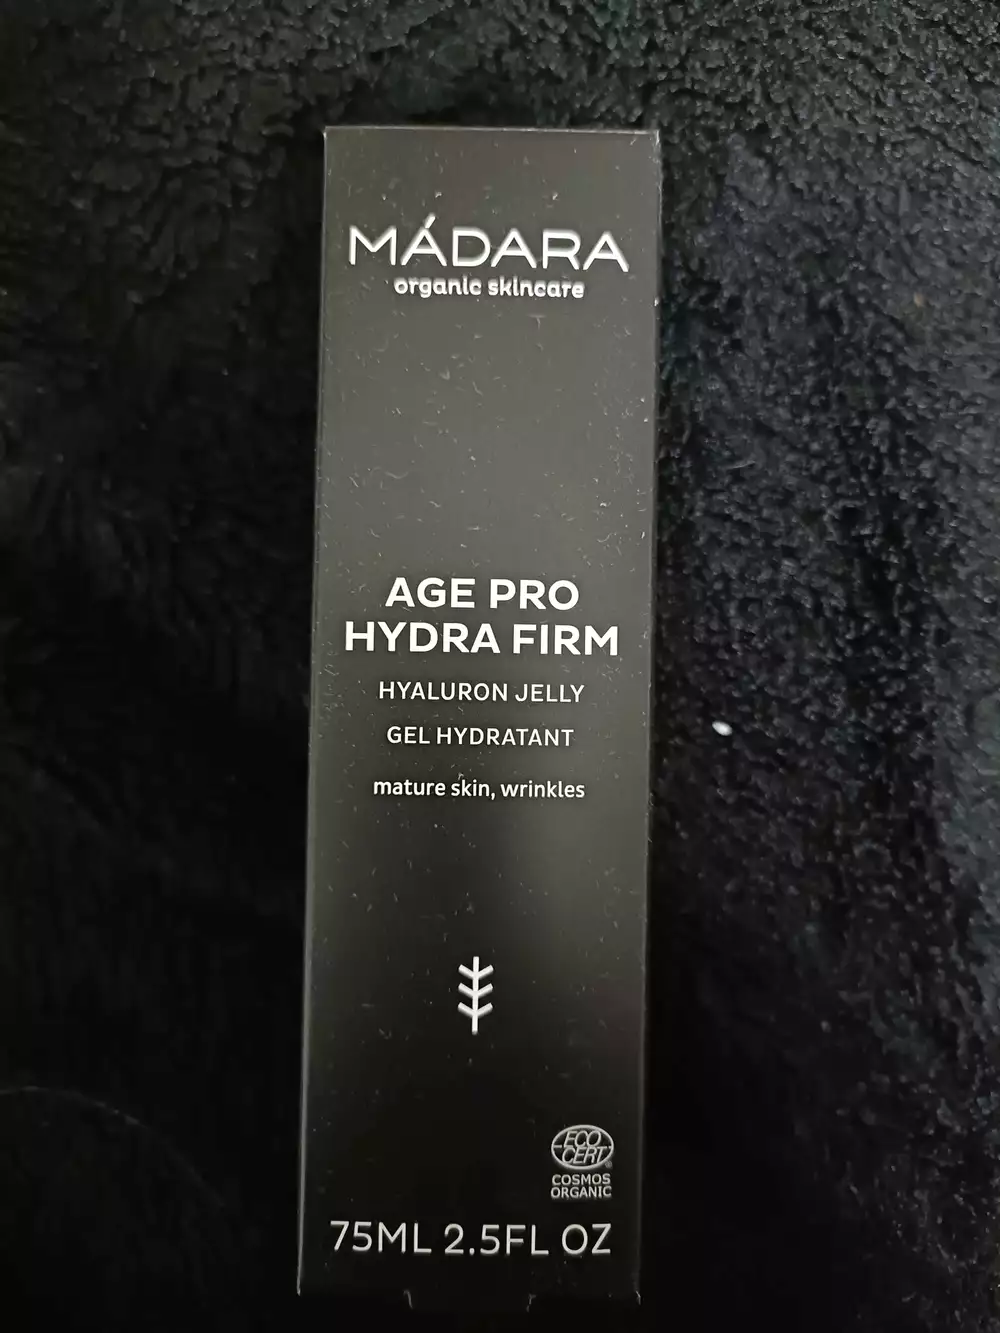 MÁDARA
organic skincare
AGE PRO
HYDRA FIRM
HYALURON JELLY
GEL HYDRATANT
mature skin, wrinkles
ECO
CERT®
COSMOS
ORGANIC
75ML 2.5FL OZ